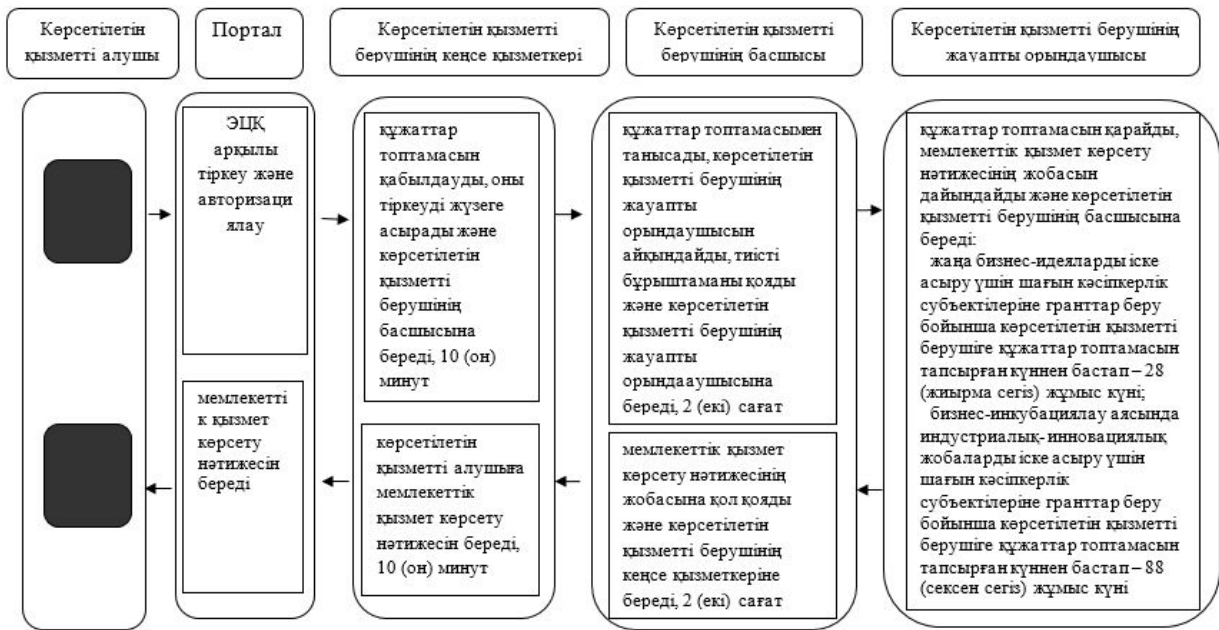 Көрсетілетін
қызметті алушы
Портал
Көрсетілетін қызметті
берушінің кеңсе қызметкері
Көрсетілетін қызметті
берушінің басшысы
Көрсетілетін қызметті берушінің
жауапты орындаушысы
ЭЦҚ
арқылы
тіркеу және
авторизаци
ялау
құжаттар
топтамасын
қабылдауды, оны
тіркеуді жүзеге
асырады және
көрсетілетін
қызметті
берушінің
басшысына
береді, 10 (он)
минут
құжаттар топтамасымен
танысады, көрсетілетін
қызметті берушінің
жауапты
орындаушысын
айқындайды, тиісті
бұрыштаманы қояды
және көрсетілетін
қызметті берушінің
жауапты
орындааушысына
береді, 2 (екі) сағат
құжаттар топтамасын қарайды,
мемлекеттік қызмет көрсету
нәтижесінің жобасын
дайындайды және көрсетілетін
қызметті берушінің басшысына
береді:
жаңа бизнес-идеяларды іске
асыру үшін шағын кәсіпкерлік
субъектілеріне гранттар беру
бойынша көрсетілетін қызметті
берушіге құжаттар топтамасын
тапсырған күннен бастап – 28
(жиырма сегіз) жұмыс күні;
бизнес-инкубациялау аясында
индустриалық-инновациялық
жобаларды іске асыру үшін
шағын кәсіпкерлік
субъектілеріне гранттар беру
бойынша көрсетілетін қызметті
берушіге құжаттар топтамасын
тапсырған күннен бастап – 88
(сексен сегіз) жұмыс күні
мемлекетті
к қызмет
көрсету
нәтижесін
береді
көрсетілетін
қызметті алушыға
мемлекеттік
қызмет көрсету
нәтижесін береді,
10 (он) минут
мемлекеттік қызмет
көрсету нәтижесінің
жобасына қол қояды
және көрсетілетін
қызметті берушінің
кеңсе қызметкеріне
береді, 2 (екі) сағат